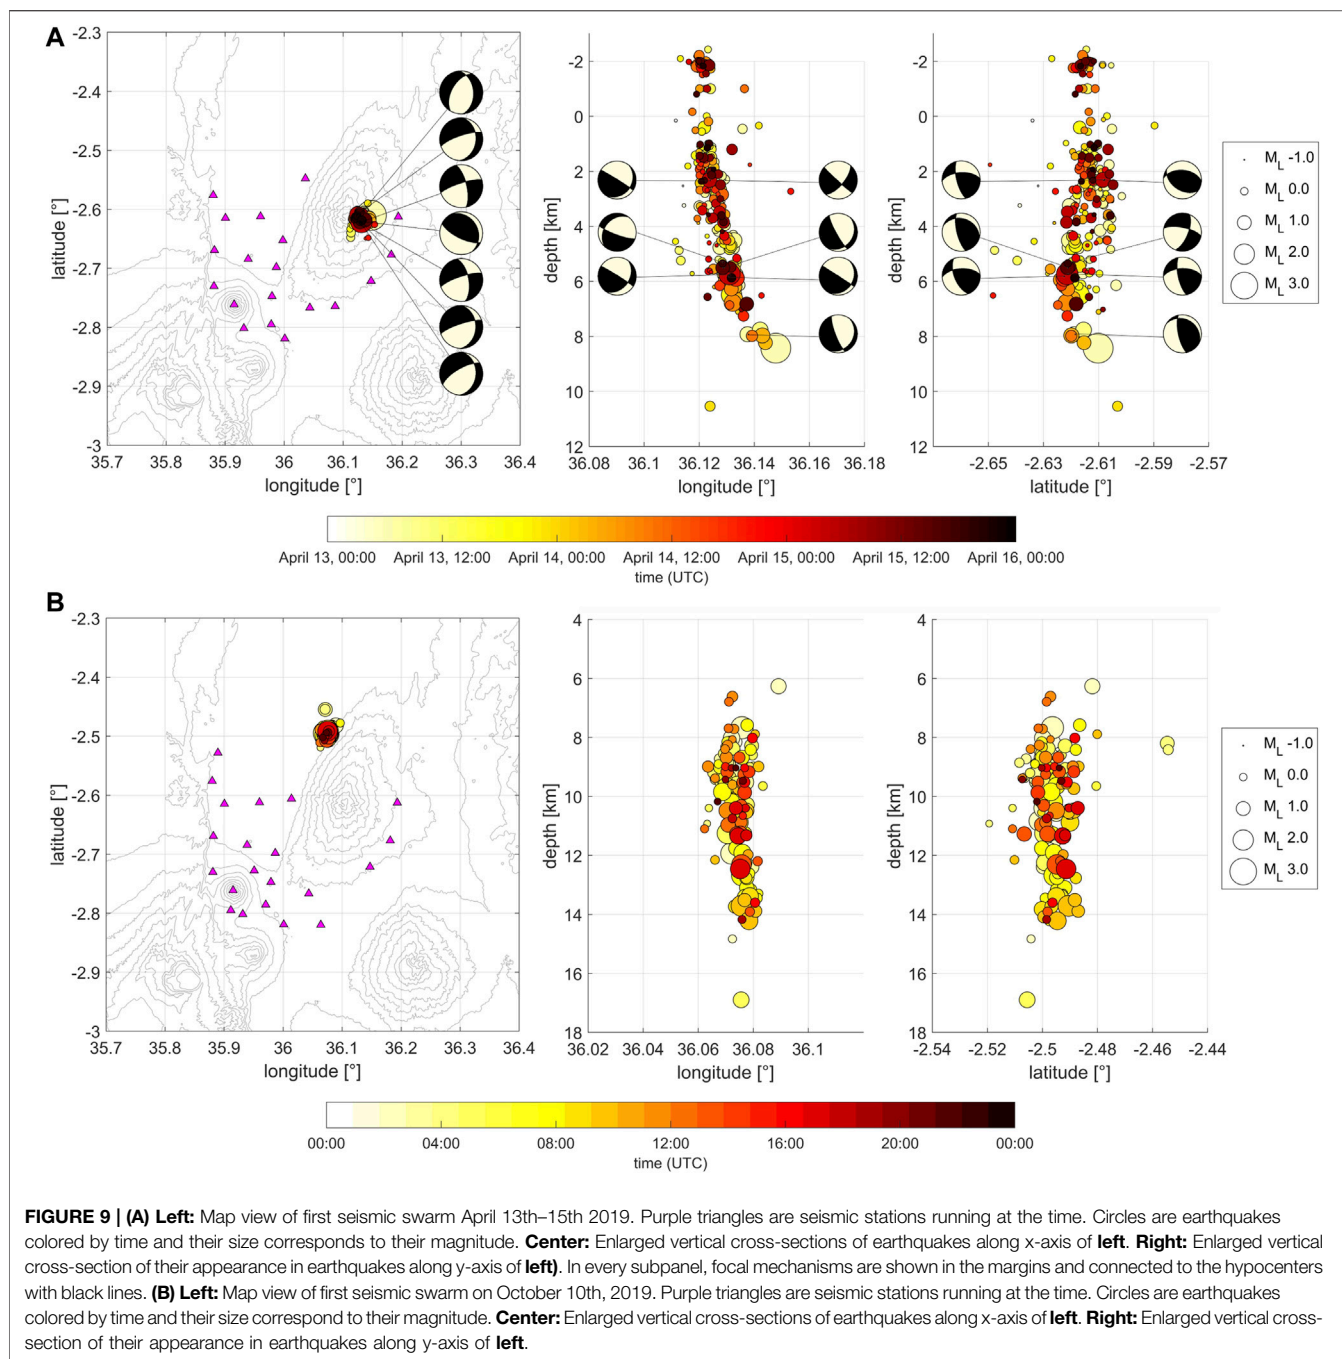 A
-2.3
-2.4
-2.5
-2.6
-2.7
-2.8
-2.9
-3
latitude [°]
35.7 35.8 35.9 36 36.1 36.2 36.3 36.4
longitude [°]
-2
0
2
4
6
8
10
12
depth [km]
36.08 36.1 36.12 36.14 36.16 36.18
longitude [°]
-2
0
2
4
6
8
10
12
depth [km]
-2.65 -2.63 -2.61 -2.59 -2.57
latitude [°]
M_L -1.0
M_L 0.0
M_L 1.0
M_L 2.0
M_L 3.0
April 13, 00:00 April 13, 12:00 April 14, 00:00 April 14, 12:00 April 15, 00:00 April 15, 12:00 April 16, 00:00
time (UTC)
B
-2.3
-2.4
-2.5
-2.6
-2.7
-2.8
-2.9
-3
latitude [°]
35.7 35.8 35.9 36 36.1 36.2 36.3 36.4
longitude [°]
4
6
8
10
12
14
16
18
depth [km]
36.02 36.04 36.06 36.08 36.1
longitude [°]
4
6
8
10
12
14
16
18
depth [km]
-2.54 -2.52 -2.5 -2.48 -2.46 -2.44
latitude [°]
M_L -1.0
M_L 0.0
M_L 1.0
M_L 2.0
M_L 3.0
00:00 04:00 08:00 12:00 16:00 20:00 00:00
time (UTC)
FIGURE 9 | (A) Left: Map view of first seismic swarm April 13th–15th 2019. Purple triangles are seismic stations running at the time. Circles are earthquakes
colored by time and their size corresponds to their magnitude. Center: Enlarged vertical cross-sections of earthquakes along x-axis of left. Right: Enlarged vertical
cross-section of their appearance in earthquakes along y-axis of left). In every subpanel, focal mechanisms are shown in the margins and connected to the hypocenters
with black lines. (B) Left: Map view of first seismic swarm on October 10th, 2019. Purple triangles are seismic stations running at the time. Circles are earthquakes
colored by time and their size correspond to their magnitude. Center: Enlarged vertical cross-sections of earthquakes along x-axis of left. Right: Enlarged vertical cross-
section of their appearance in earthquakes along y-axis of left.